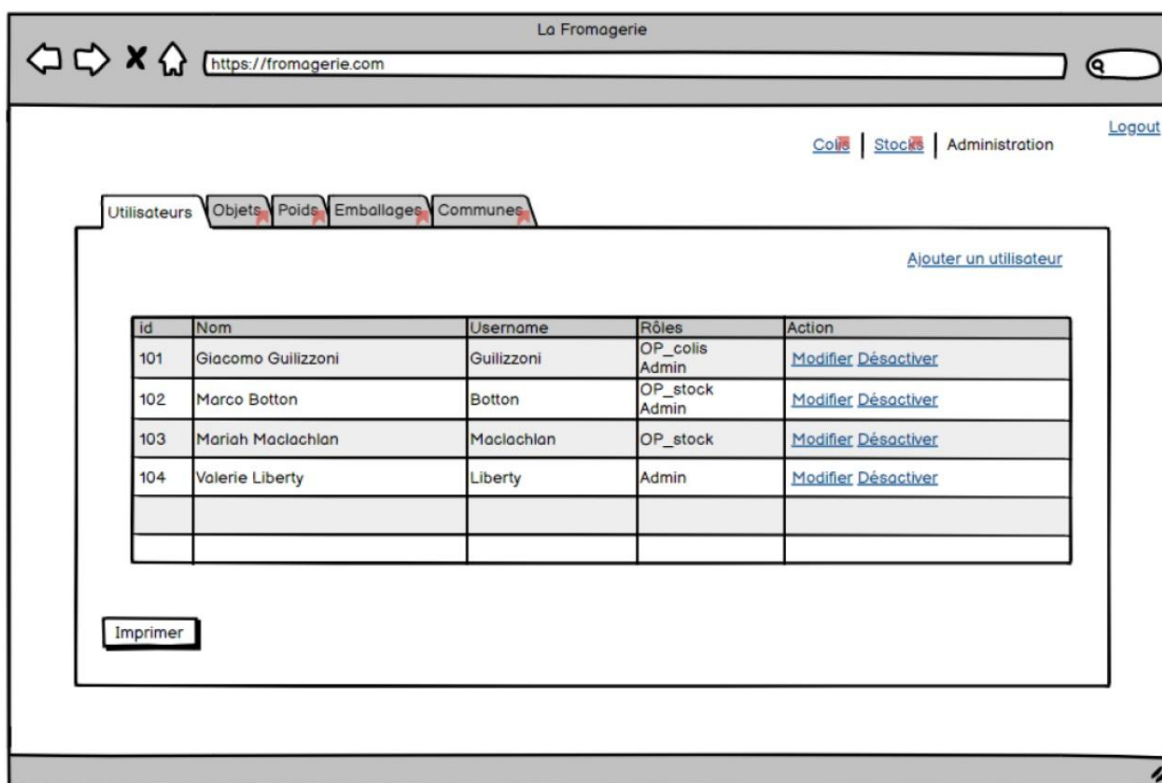 La Fromagerie
https://fromagerie.com
Logout
Colis | Stocks | Administration
Utilisateurs Objets Poids Emballages Communes
Ajouter un utilisateur
id Nom Username Rôles Action
101 Giacomo Guilizzoni Guilizzoni OP_colis Admin Modifier Désactiver
102 Marco Botton Botton OP_stock Admin Modifier Désactiver
103 Mariah Maclachlan Maclachlan OP_stock Modifier Désactiver
104 Valerie Liberty Liberty Admin Modifier Désactiver
Imprimer